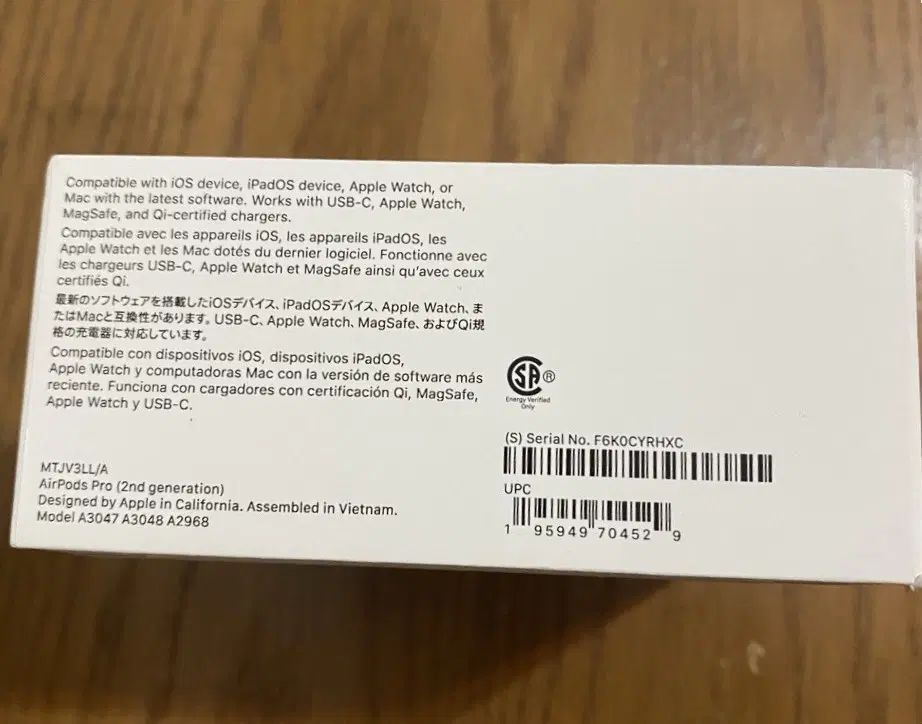 Compatible with iOS device, iPadOS device, Apple Watch, or
Mac with the latest software. Works with USB-C, Apple Watch,
MagSafe, and Qi-certified chargers.
Compatible avec les appareils iOS, les appareils iPadOS, les
Apple Watch et les Mac dotés du dernier logiciel. Fonctionne avec
les chargeurs USB-C, Apple Watch et MagSafe ainsi qu'avec ceux
certifiés Qi.
最新のソフトウェアを搭載したiOSデバイス、iPadOSデバイス、Apple Watch、ま
たはMacと互換性があります。USB-C、Apple Watch、MagSafe、およびQi規
格の充電器に対応しています。
Compatible con dispositivos iOS, dispositivos iPadOS,
Apple Watch y computadoras Mac con la versión de software más
reciente. Funciona con cargadores con certificación Qi, MagSafe,
Apple Watch y USB-C.
MTJV3LL/A
AirPods Pro (2nd generation)
Designed by Apple in California. Assembled in Vietnam.
Model A3047 A3048 A2968
SA ®
Energy Verified
Only
(S) Serial No. F6K0CYRHXC
UPC
1 95949 70452 9